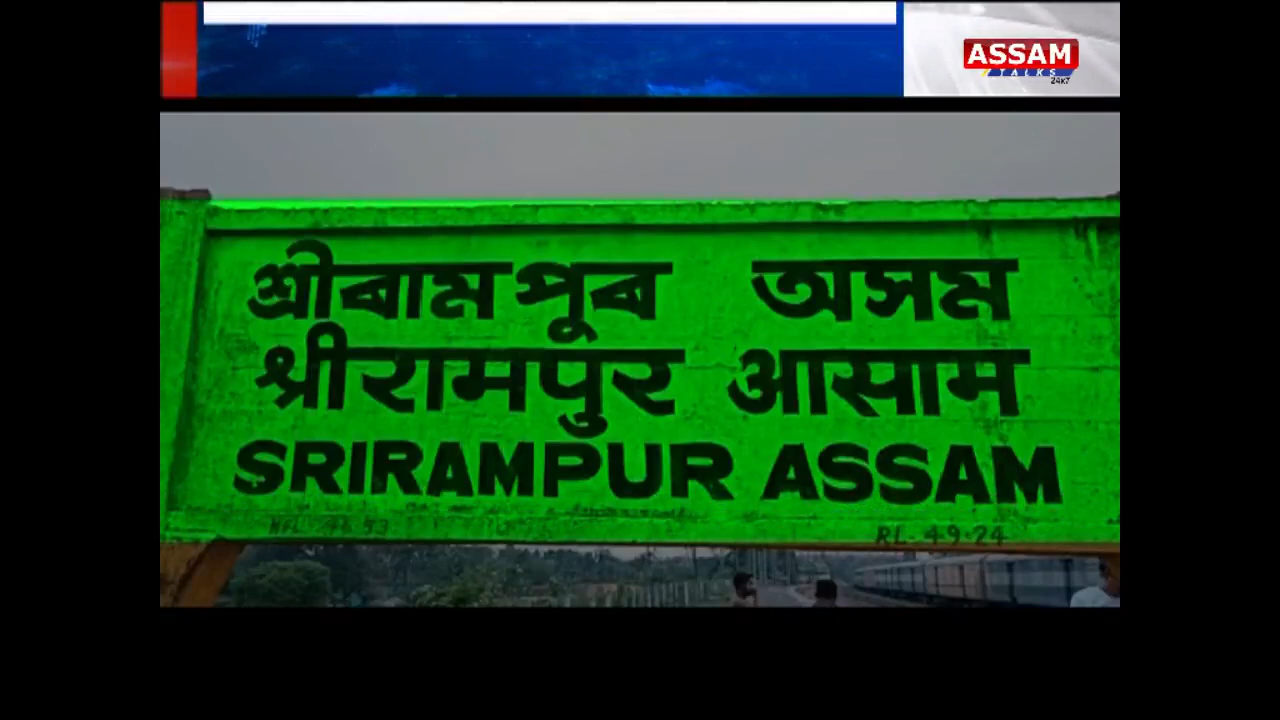 ASSAM
TALKS
24x7
শ্ৰীৰামপুৰ অসম
श्रीरामपुर आसाम
SRIRAMPUR ASSAM
RL. 49.24